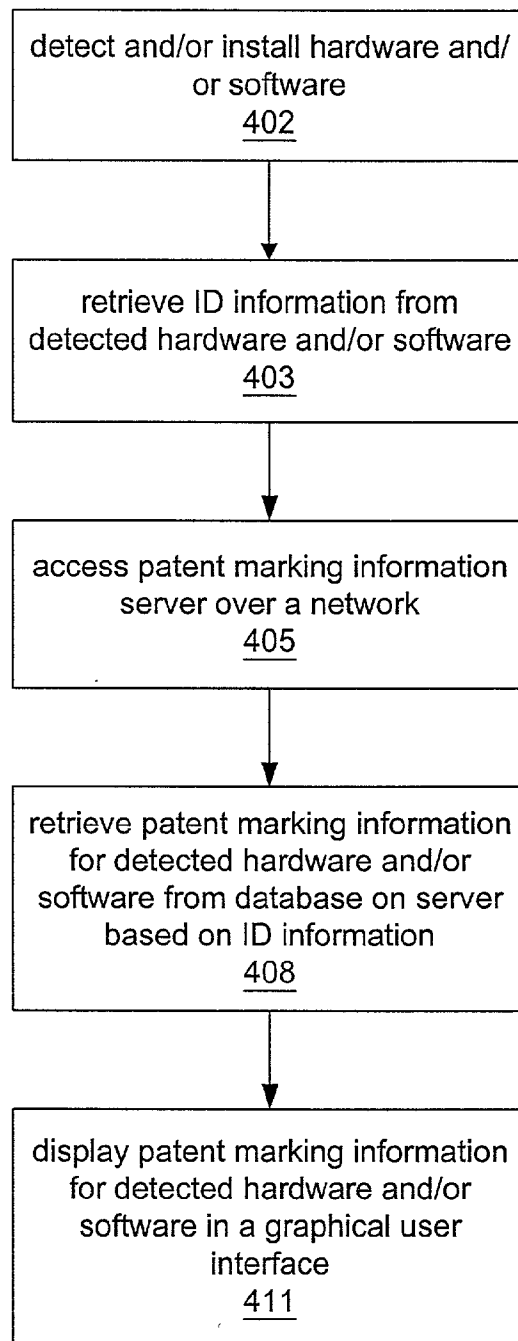 detect and/or install hardware and/
or software
402
retrieve ID information from
detected hardware and/or software
403
access patent marking information
server over a network
405
retrieve patent marking information
for detected hardware and/or
software from database on server
based on ID information
408
display patent marking information
for detected hardware and/or
software in a graphical user
interface
411